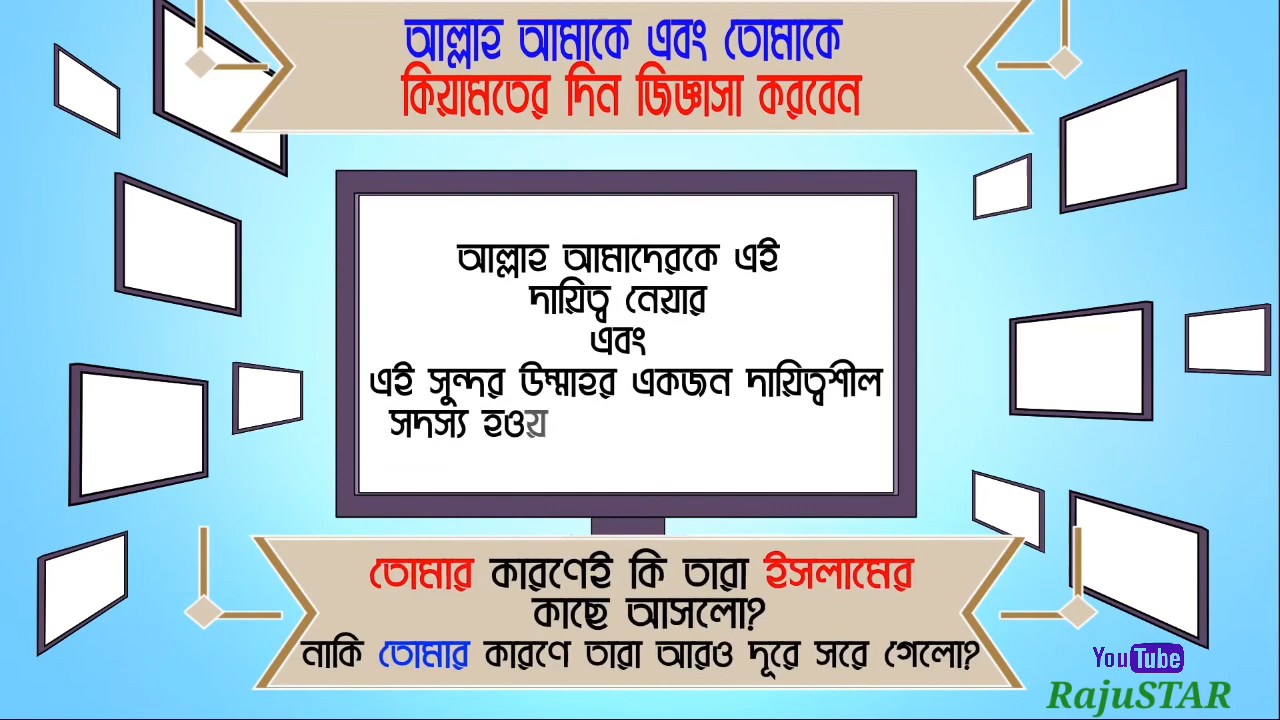 আল্লাহ আমাকে এবং তোমাকে
কিয়ামতের দিন জিজ্ঞাসা করবেন
আল্লাহ আমাদেরকে এই
দায়িত্ব নেয়ার
এবং
এই সুন্দর উম্মাহর একজন দায়িত্বশীল
সদস্য হওয়
তোমার কারণেই কি তারা ইসলামের
কাছে আসলো?
নাকি তোমার কারণে তারা আরও দূরে সরে গেলো?
YouTube
RajuSTAR